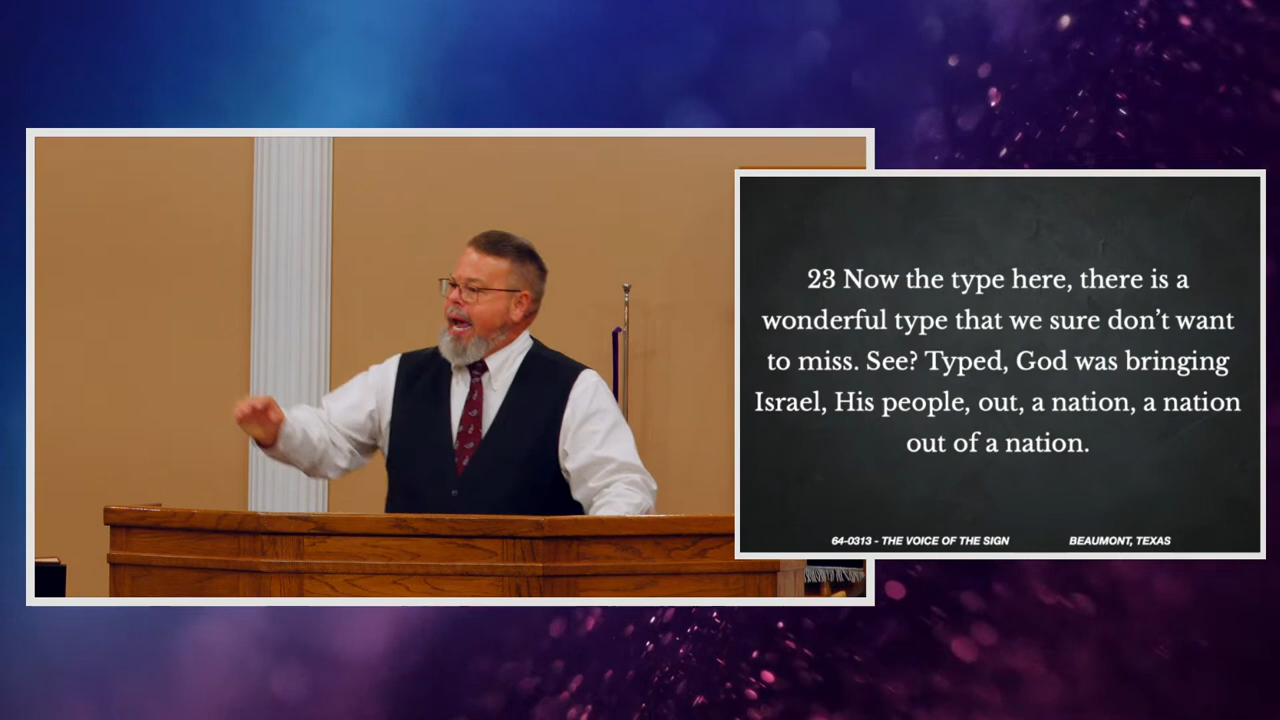 23 Now the type here, there is a
wonderful type that we sure don’t want
to miss. See? Typed, God was bringing
Israel, His people, out, a nation, a nation
out of a nation.
64-0313 - THE VOICE OF THE SIGN BEAUMONT, TEXAS